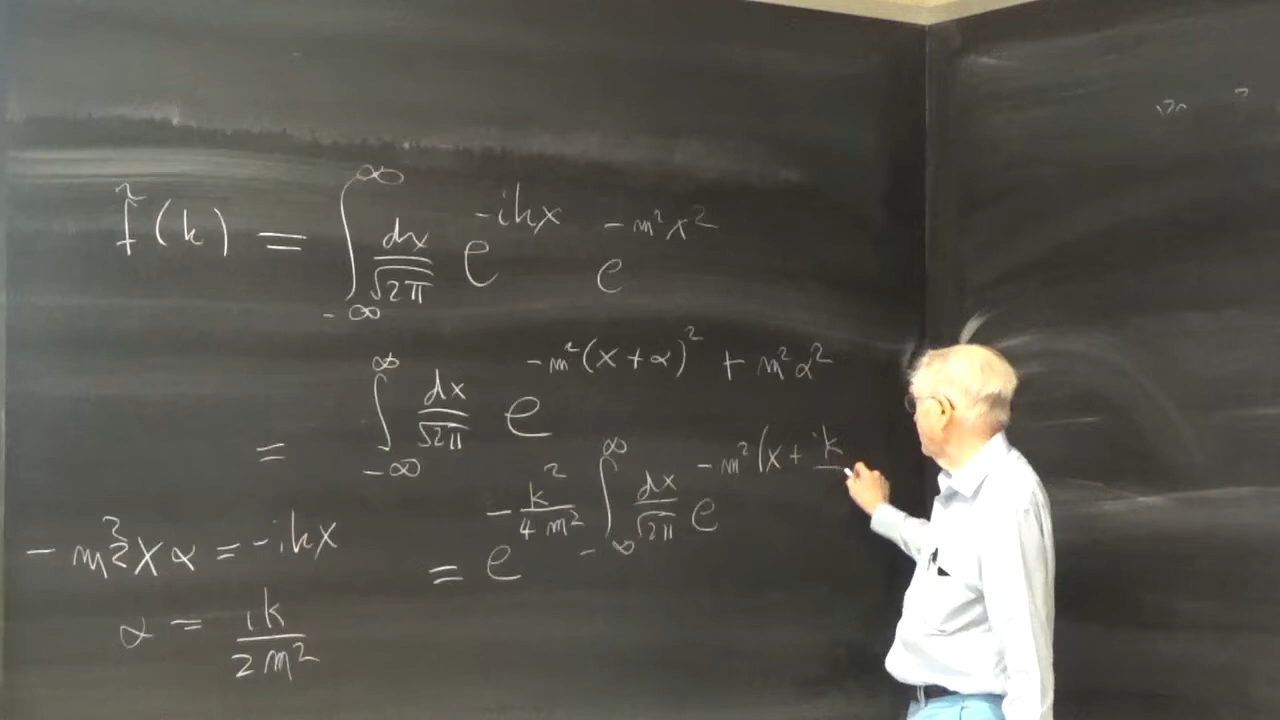 f̃(k) = ∫_{-∞}^{∞} dx/√2π e^{-ikx} e^{-m²x²}
= ∫_{-∞}^{∞} dx/√2π e^{-m²(x+α)² + m²α²}
= e^{-k²/4m²} ∫_{-∞}^{∞} dx/√2π e^{-m²(x + ik
-m²2xα = -ikx
α = ik/2m²